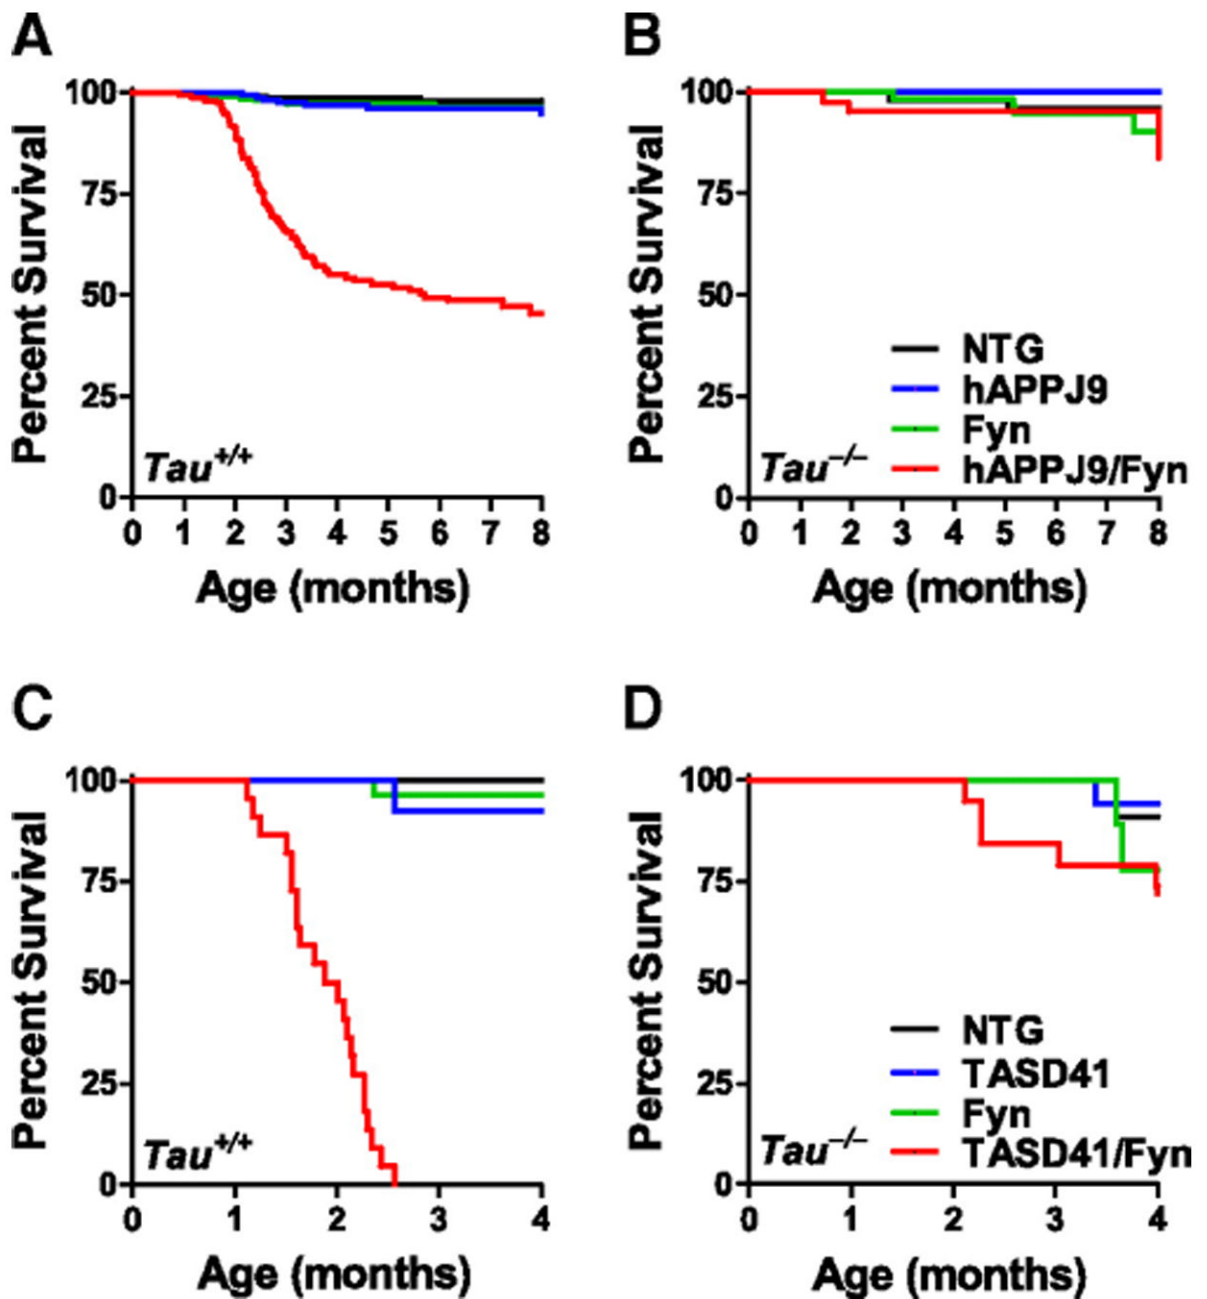 A
B
100
75
50
25
0
Percent Survival
Tau+/+
0 1 2 3 4 5 6 7 8
Age (months)
100
75
50
25
0
Percent Survival
NTG
hAPPJ9
Fyn
hAPPJ9/Fyn
Tau–/–
0 1 2 3 4 5 6 7 8
Age (months)
C
D
100
75
50
25
0
Percent Survival
Tau+/+
0 1 2 3 4
Age (months)
100
75
50
25
0
Percent Survival
NTG
TASD41
Fyn
TASD41/Fyn
Tau–/–
0 1 2 3 4
Age (months)